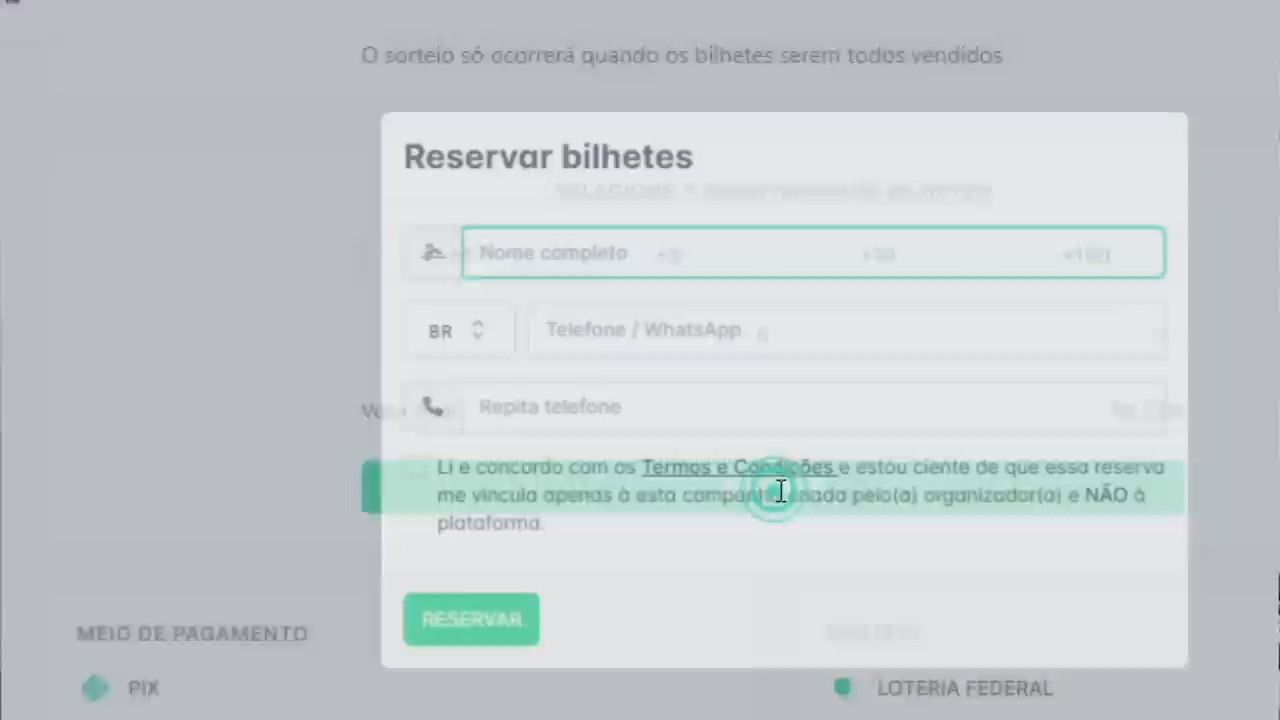 O sorteio só ocorrerá quando os bilhetes serem todos vendidos
Reservar bilhetes
Nome completo
BR
Telefone / WhatsApp
Repita telefone
Li e concordo com os Termos e Condições e estou ciente de que essa reserva
me vincula apenas à esta campanha criada pelo(a) organizador(a) e NÃO à
plataforma.
RESERVAR
MEIO DE PAGAMENTO
PIX
LOTERIA FEDERAL